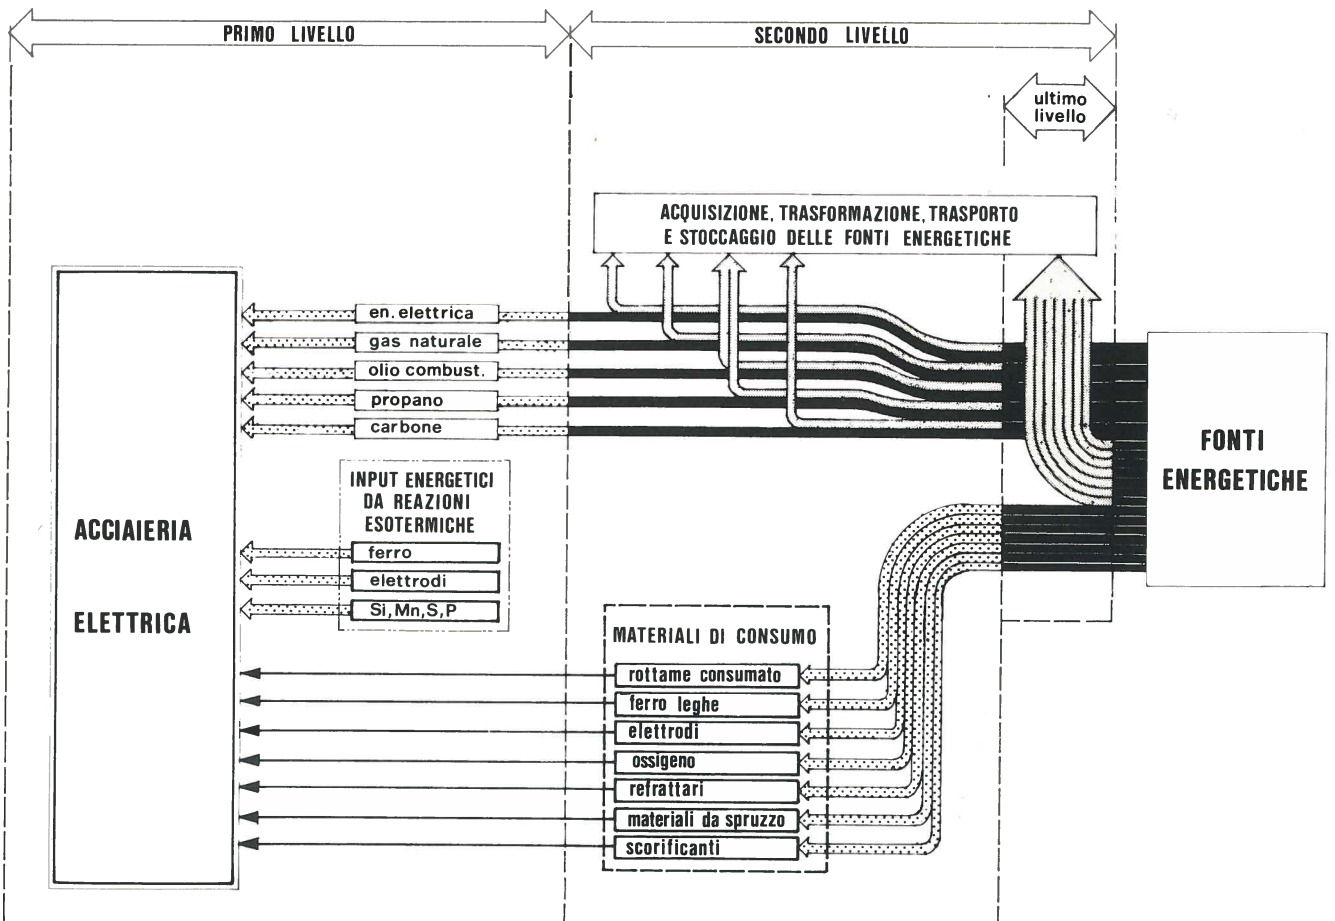 PRIMO LIVELLO
SECONDO LIVELLO
ultimo
livello
ACQUISIZIONE, TRASFORMAZIONE, TRASPORTO
E STOCCAGGIO DELLE FONTI ENERGETICHE
en. elettrica
gas naturale
olio combust.
propano
carbone
FONTI
ENERGETICHE
INPUT ENERGETICI
DA REAZIONI
ESOTERMICHE
ferro
elettrodi
Si, Mn, S, P
ACCIAIERIA
ELETTRICA
MATERIALI DI CONSUMO
rottame consumato
ferro leghe
elettrodi
ossigeno
refrattari
materiali da spruzzo
scorificanti